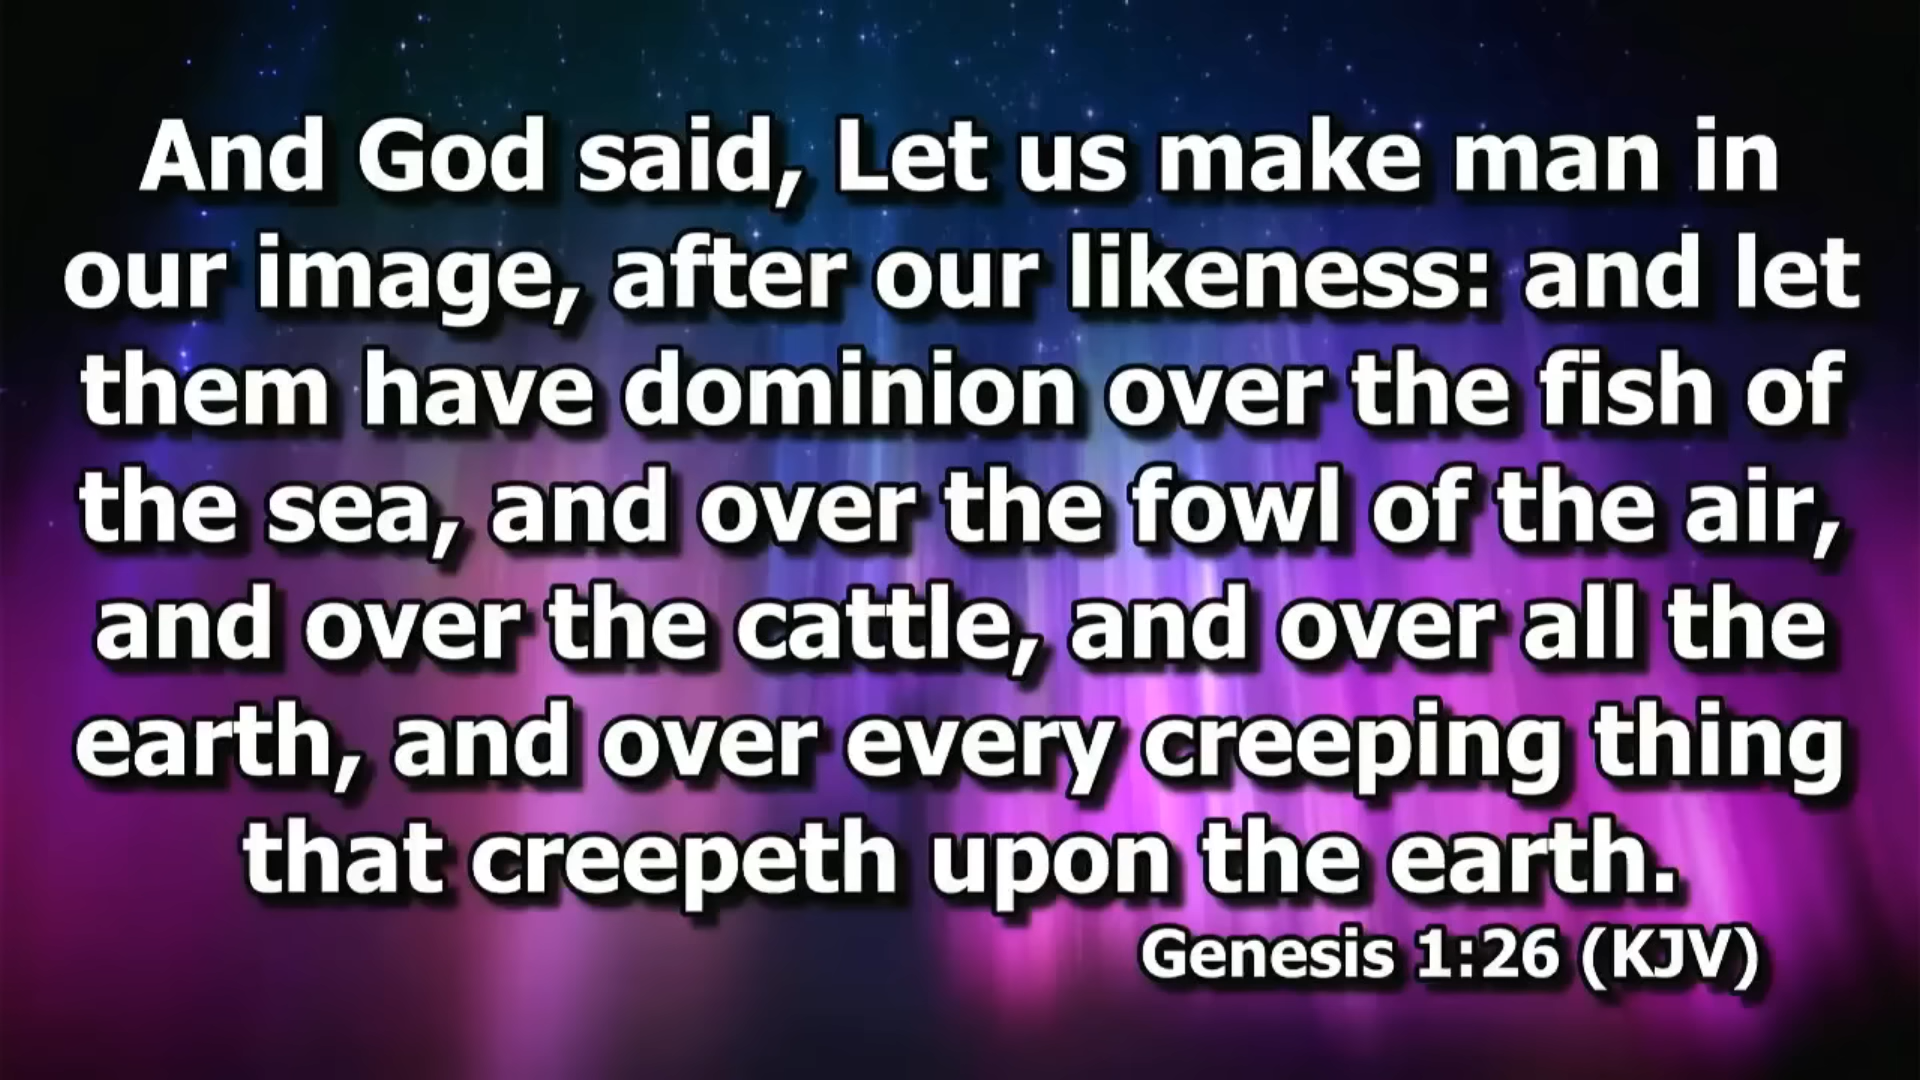 And God said, Let us make man in
our image, after our likeness: and let
them have dominion over the fish of
the sea, and over the fowl of the air,
and over the cattle, and over all the
earth, and over every creeping thing
that creepeth upon the earth.
Genesis 1:26 (KJV)